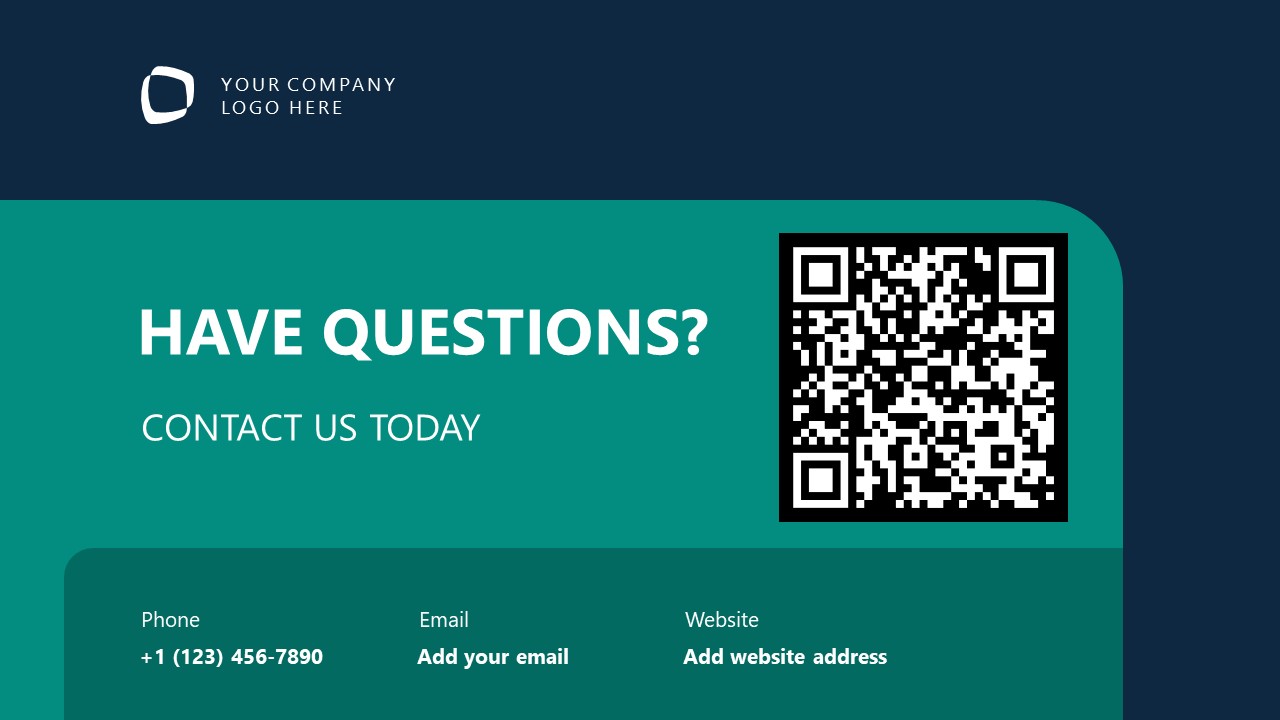 YOUR COMPANY
LOGO HERE
HAVE QUESTIONS?
CONTACT US TODAY
Phone
Email
Website
+1 (123) 456-7890
Add your email
Add website address